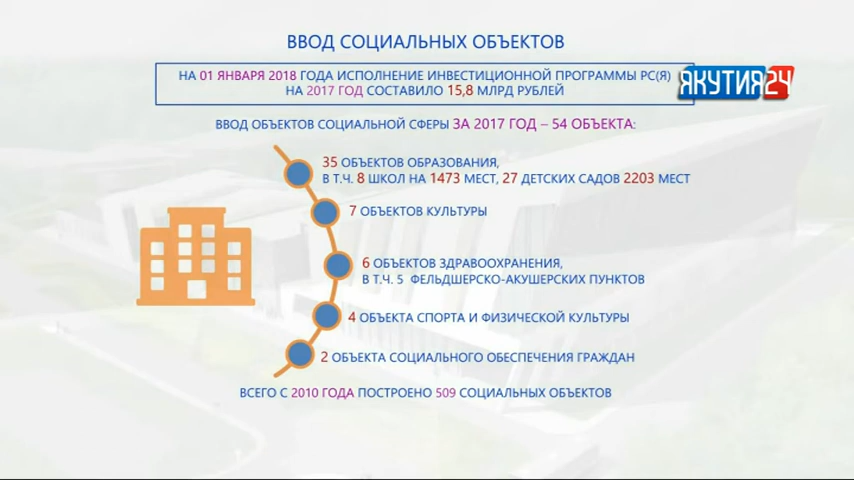 ВВОД СОЦИАЛЬНЫХ ОБЪЕКТОВ
НА 01 ЯНВАРЯ 2018 ГОДА ИСПОЛНЕНИЕ ИНВЕСТИЦИОННОЙ ПРОГРАММЫ РС(Я)
НА 2017 ГОД СОСТАВИЛО 15,8 МЛРД РУБЛЕЙ
ЯКУТИЯ24
ВВОД ОБЪЕКТОВ СОЦИАЛЬНОЙ СФЕРЫ ЗА 2017 ГОД – 54 ОБЪЕКТА:
35 ОБЪЕКТОВ ОБРАЗОВАНИЯ,
В Т.Ч. 8 ШКОЛ НА 1473 МЕСТ, 27 ДЕТСКИХ САДОВ 2203 МЕСТ
7 ОБЪЕКТОВ КУЛЬТУРЫ
6 ОБЪЕКТОВ ЗДРАВООХРАНЕНИЯ,
В Т.Ч. 5 ФЕЛЬДШЕРСКО-АКУШЕРСКИХ ПУНКТОВ
4 ОБЪЕКТА СПОРТА И ФИЗИЧЕСКОЙ КУЛЬТУРЫ
2 ОБЪЕКТА СОЦИАЛЬНОГО ОБЕСПЕЧЕНИЯ ГРАЖДАН
ВСЕГО С 2010 ГОДА ПОСТРОЕНО 509 СОЦИАЛЬНЫХ ОБЪЕКТОВ